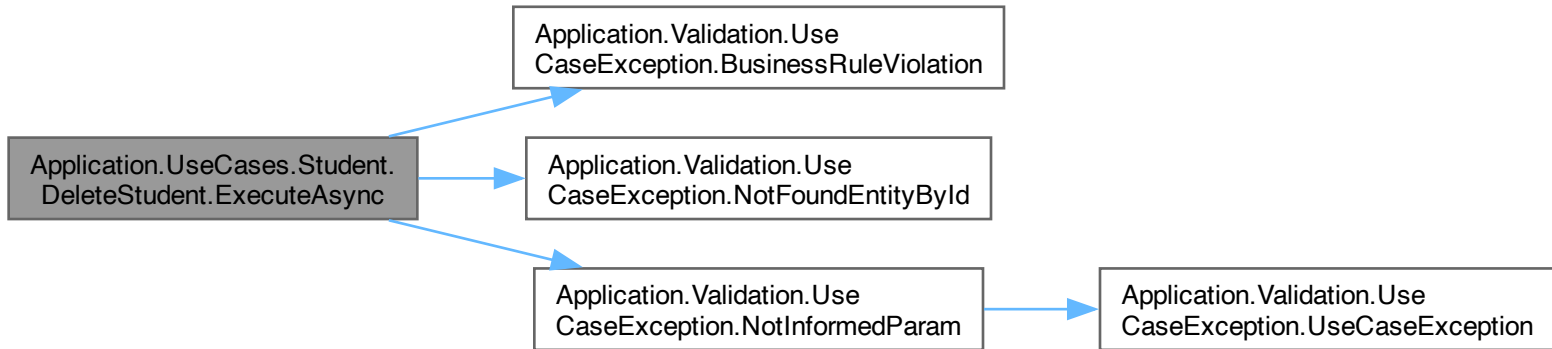 Application.UseCases.Student.
DeleteStudent.ExecuteAsync
Application.Validation.Use
CaseException.BusinessRuleViolation
Application.Validation.Use
CaseException.NotFoundEntityById
Application.Validation.Use
CaseException.NotInformedParam
Application.Validation.Use
CaseException.UseCaseException